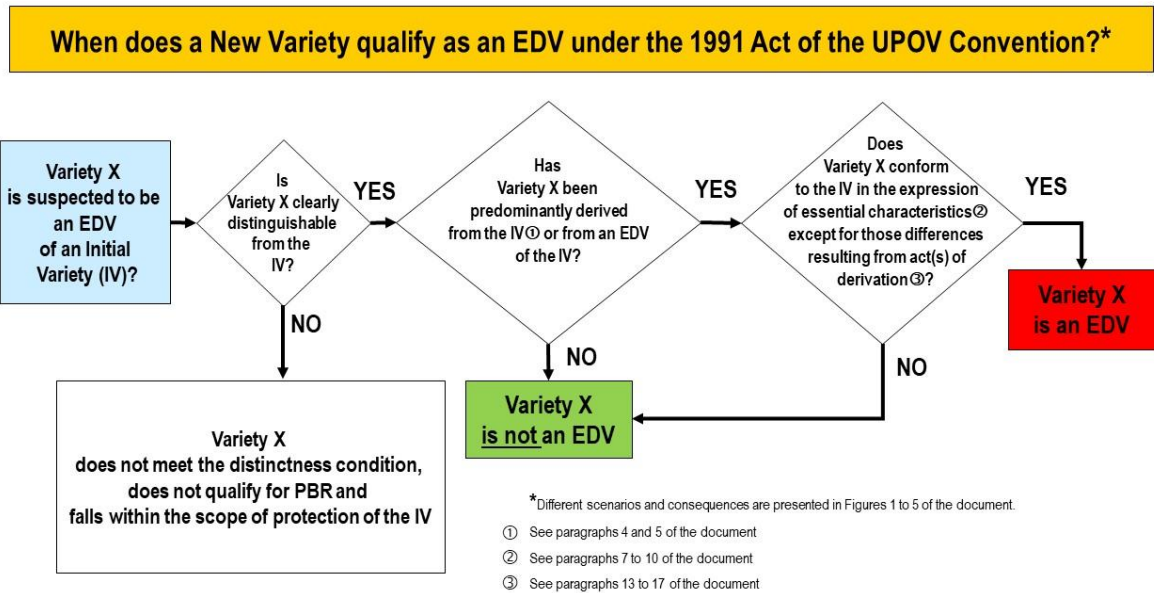 When does a New Variety qualify as an EDV under the 1991 Act of the UPOV Convention?*
Variety X
is suspected to be
an EDV
of an Initial
Variety (IV)?
Is
Variety X clearly
distinguishable
from the
IV?
YES
NO
Has
Variety X been
predominantly derived
from the IV① or from an EDV
of the IV?
YES
NO
Does
Variety X conform
to the IV in the expression
of essential characteristics②
except for those differences
resulting from act(s) of
derivation③?
YES
NO
Variety X
is an EDV
Variety X
does not meet the distinctness condition,
does not qualify for PBR and
falls within the scope of protection of the IV
Variety X
is not an EDV
*Different scenarios and consequences are presented in Figures 1 to 5 of the document.
① See paragraphs 4 and 5 of the document
② See paragraphs 7 to 10 of the document
③ See paragraphs 13 to 17 of the document